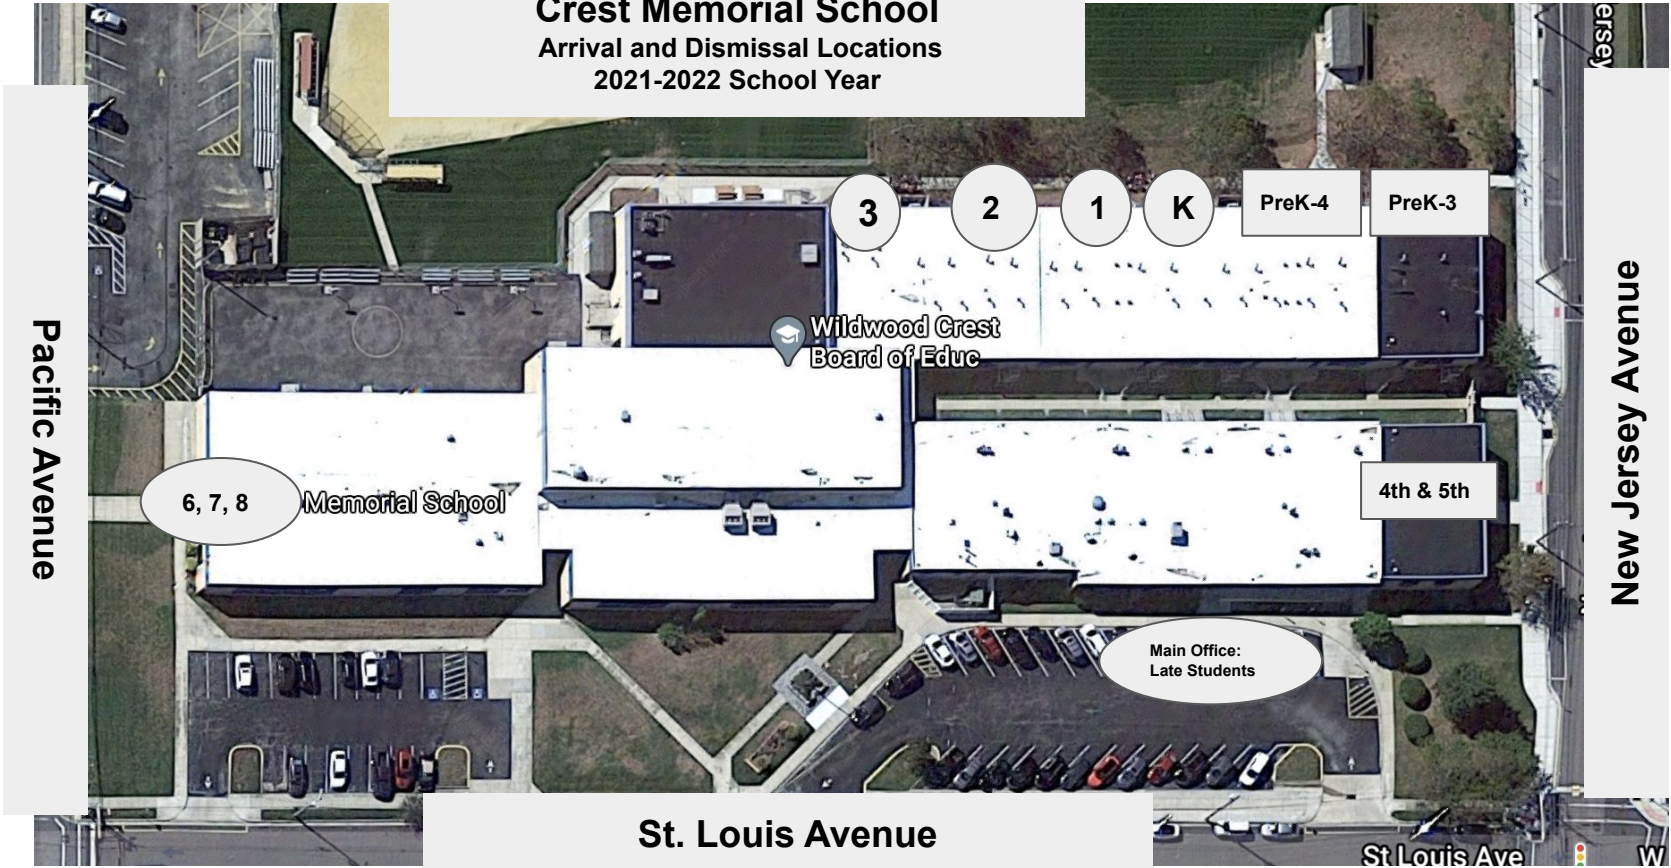 Crest Memorial School
Arrival and Dismissal Locations
2021-2022 School Year
ersey
3
2
1
K
PreK-4
PreK-3
Wildwood Crest
Board of Educ
Pacific Avenue
New Jersey Avenue
6, 7, 8
Memorial School
4th & 5th
Main Office:
Late Students
St. Louis Avenue
St Louis Ave
W